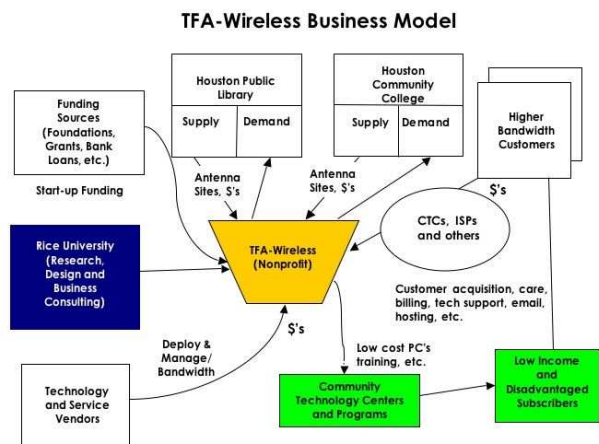 TFA-Wireless Business Model
Funding
Sources
(Foundations,
Grants, Bank
Loans, etc.)
Start-up Funding
Houston Public
Library
Supply
Demand
Antenna
Sites, $'s
Houston
Community
College
Supply
Demand
Antenna
Sites, $'s
Higher
Bandwidth
Customers
$'s
CTCs, ISPs
and others
Rice University
(Research,
Design and
Business
Consulting)
TFA-Wireless
(Nonprofit)
Customer acquisition, care,
billing, tech support, email,
hosting, etc.
$'s
Deploy &
Manage/
Bandwidth
Low cost PC's
training, etc.
Technology
and Service
Vendors
Community
Technology Centers
and Programs
Low Income
and
Disadvantaged
Subscribers